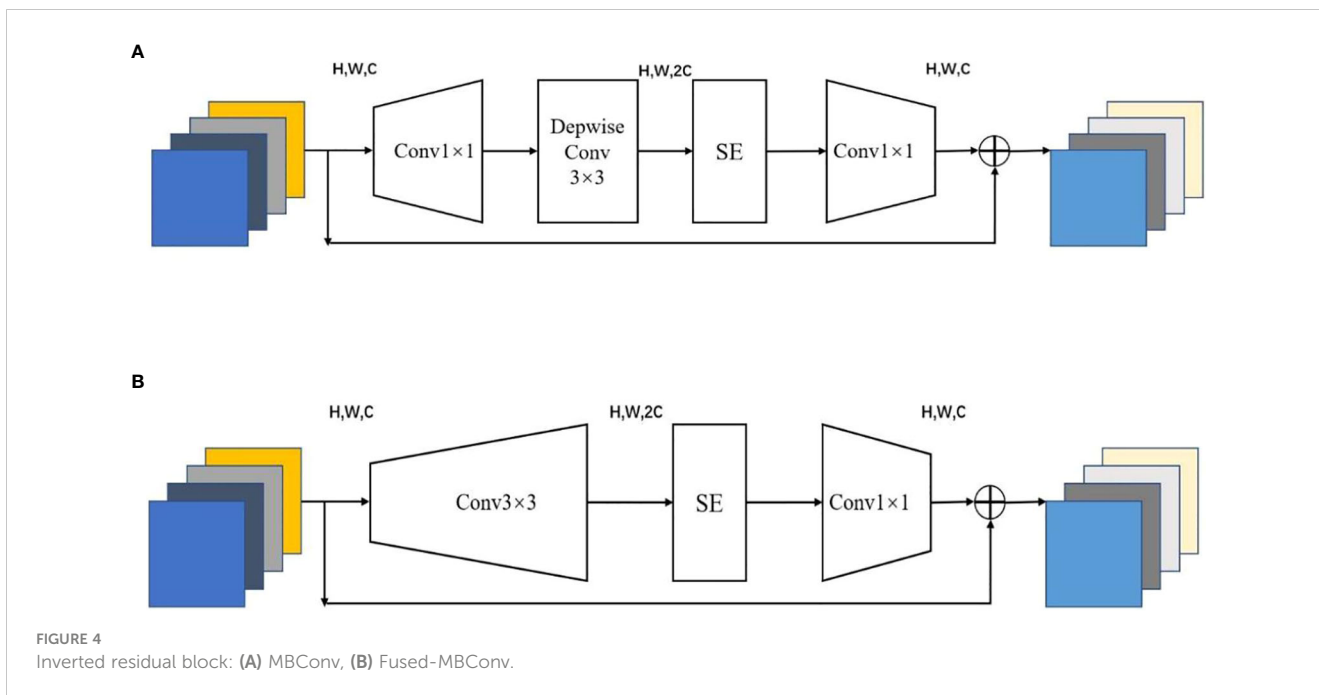 A
H,W,C
H,W,2C
H,W,C
Conv1×1
Depwise
Conv
3×3
SE
Conv1×1
B
H,W,C
H,W,2C
H,W,C
Conv3×3
SE
Conv1×1
FIGURE 4
Inverted residual block: (A) MBConv, (B) Fused-MBConv.